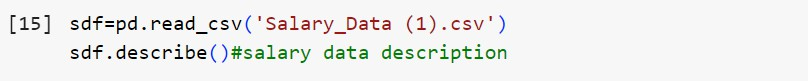 [15] sdf=pd.read_csv('Salary_Data (1).csv')
sdf.describe()#salary data description